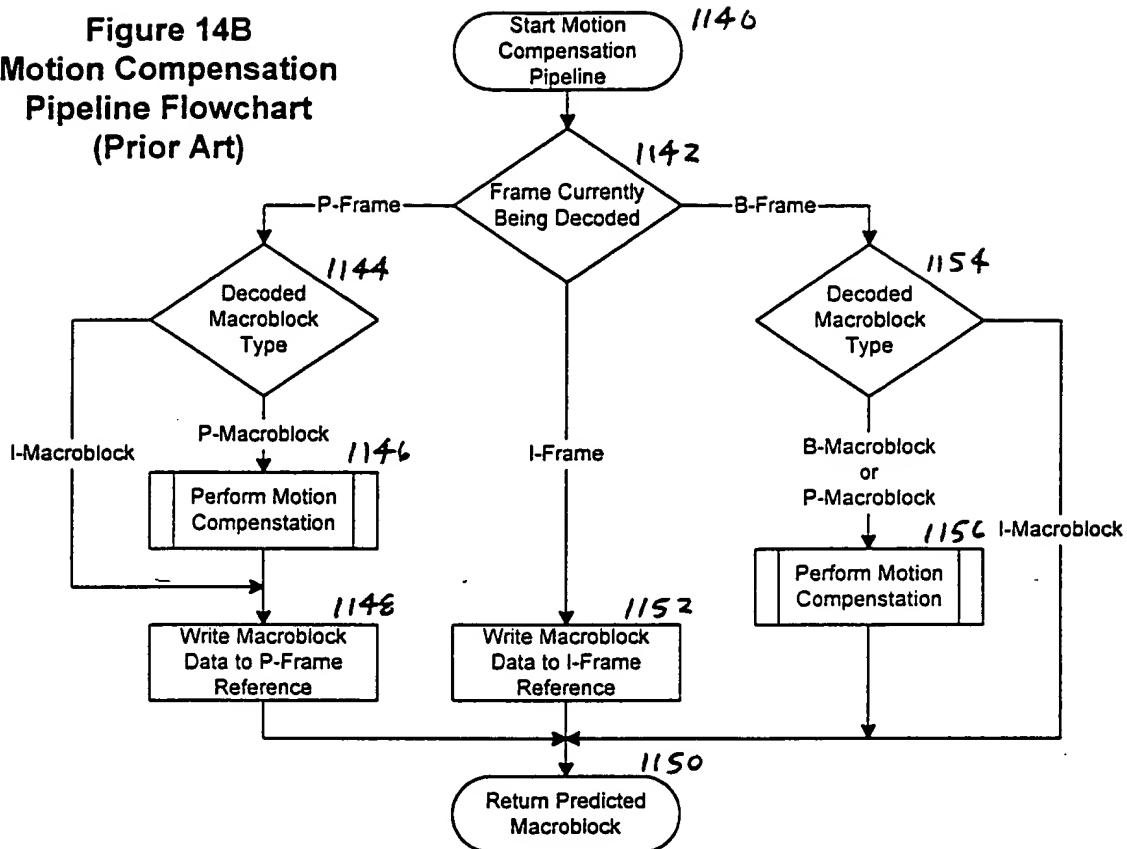 Figure 14B
Motion Compensation
Pipeline Flowchart
(Prior Art)
Start Motion
Compensation
Pipeline
1140
Frame Currently
Being Decoded
1142
P-Frame
B-Frame
Decoded
Macroblock
Type
1144
Decoded
Macroblock
Type
1154
I-Macroblock
P-Macroblock
I-Frame
B-Macroblock
or
P-Macroblock
I-Macroblock
1146
Perform Motion
Compenstation
1156
Perform Motion
Compenstation
1148
Write Macroblock
Data to P-Frame
Reference
1152
Write Macroblock
Data to I-Frame
Reference
1150
Return Predicted
Macroblock